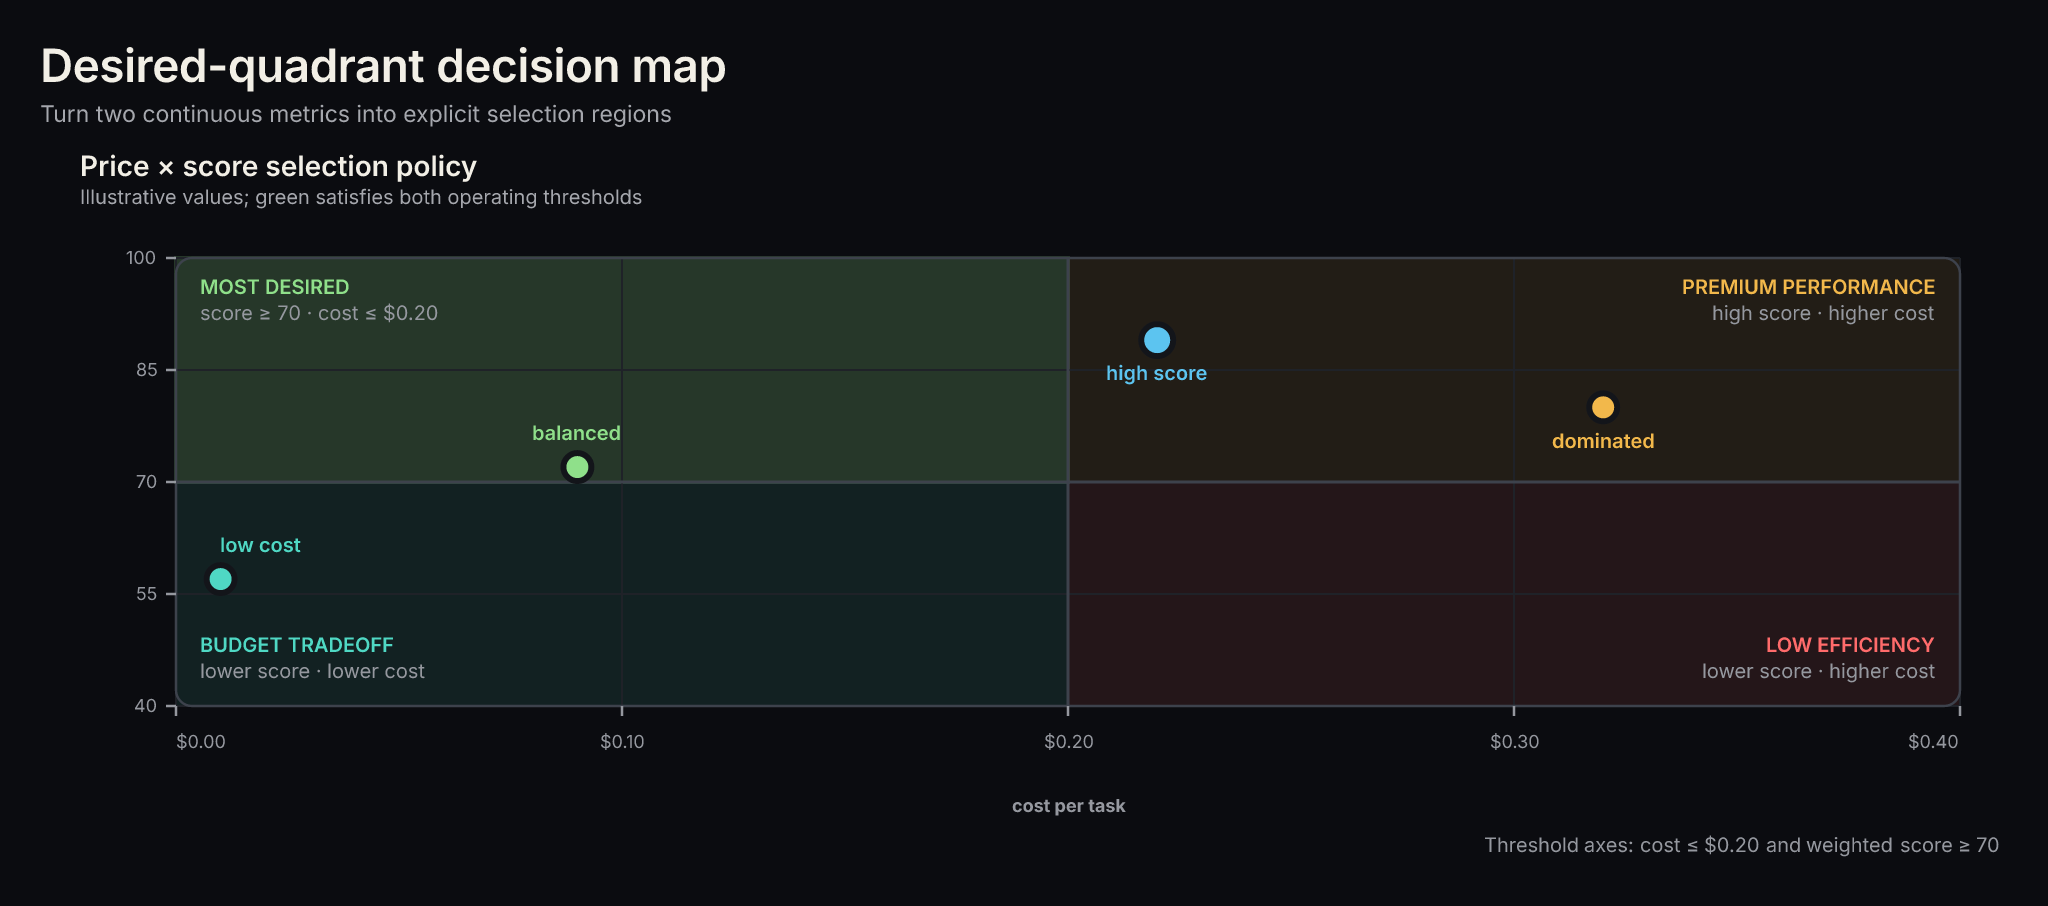 Desired-quadrant decision map
Turn two continuous metrics into explicit selection regions
Price × score selection policy
Illustrative values; green satisfies both operating thresholds
100
MOST DESIRED
score ≥ 70 · cost ≤ $0.20
PREMIUM PERFORMANCE
high score · higher cost
85
high score
balanced
dominated
70
low cost
55
BUDGET TRADEOFF
lower score · lower cost
LOW EFFICIENCY
lower score · higher cost
40
$0.00
$0.10
$0.20
$0.30
$0.40
cost per task
Threshold axes: cost ≤ $0.20 and weighted score ≥ 70